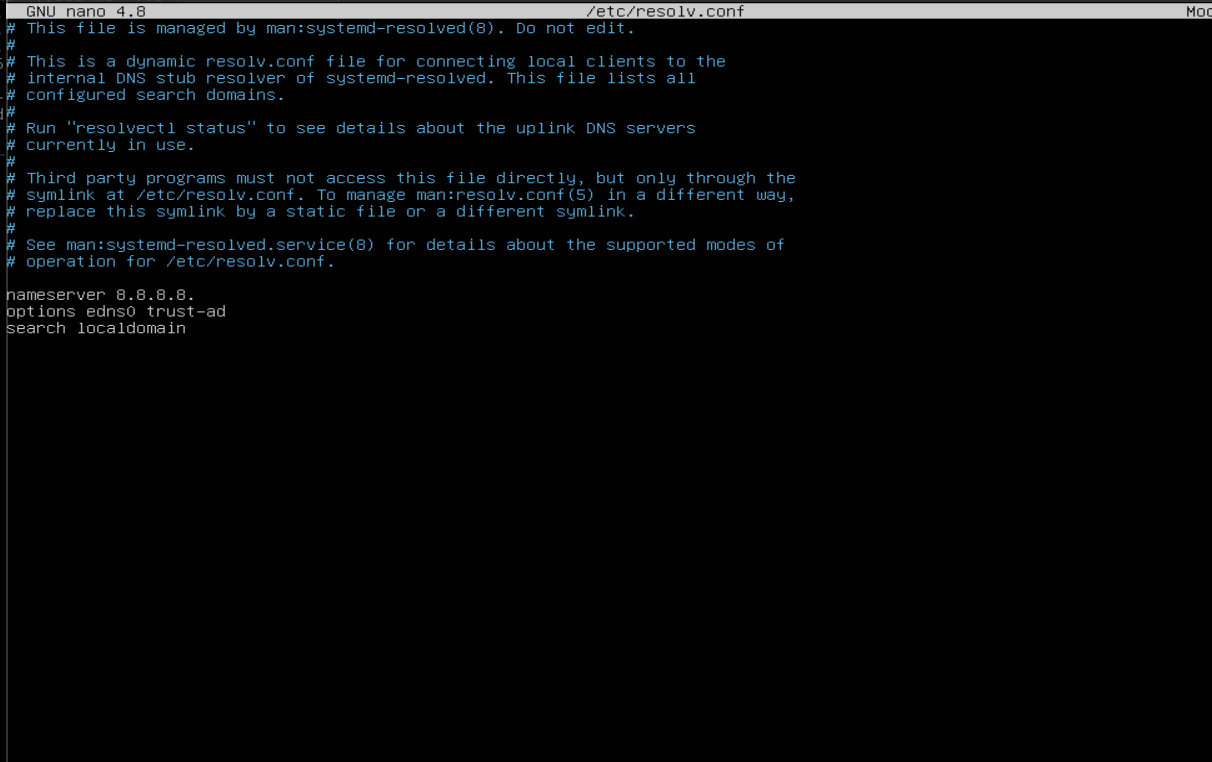 GNU nano 4.8 /etc/resolv.conf
# This file is managed by man:systemd-resolved(8). Do not edit.
#
# This is a dynamic resolv.conf file for connecting local clients to the
# internal DNS stub resolver of systemd-resolved. This file lists all
# configured search domains.
#
# Run "resolvectl status" to see details about the uplink DNS servers
# currently in use.
#
# Third party programs must not access this file directly, but only through the
# symlink at /etc/resolv.conf. To manage man:resolv.conf(5) in a different way,
# replace this symlink by a static file or a different symlink.
#
# See man:systemd-resolved.service(8) for details about the supported modes of
# operation for /etc/resolv.conf.
nameserver 8.8.8.8.
options edns0 trust-ad
search localdomain